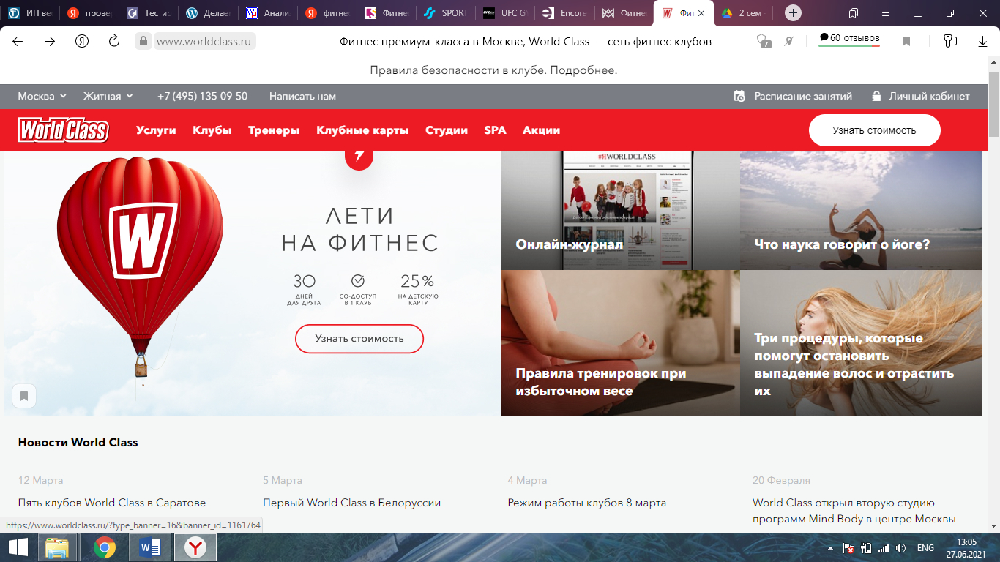 ИП ве
прове
Тестир
Делаем
Анали
фитне
Фитне
SPORT
UFC GY
Encore
Фитне
Фит
2 сем -
www.worldclass.ru
Фитнес премиум-класса в Москве, World Class — сеть фитнес клубов
7
60 отзывов
Правила безопасности в клубе. Подробнее.
Москва Житная +7 (495) 135-09-50 Написать нам Расписание занятий Личный кабинет
World Class Услуги Клубы Тренеры Клубные карты Студии SPA Акции Узнать стоимость
W
ЛЕТИ
НА ФИТНЕС
30
ДНЕЙ
ДЛЯ ДРУГА
СО-ДОСТУП
В 1 КЛУБ
25%
НА ДЕТСКУЮ
КАРТУ
Узнать стоимость
#ЯWORLDCLASS
Онлайн-журнал
Что наука говорит о йоге?
Правила тренировок при
избыточном весе
Три процедуры, которые
помогут остановить
выпадение волос и отрастить
их
Новости World Class
12 Марта
Пять клубов World Class в Саратове
5 Марта
Первый World Class в Белоруссии
4 Марта
Режим работы клубов 8 марта
20 Февраля
World Class открыл вторую студию
программ Mind Body в центре Москвы
https://www.worldclass.ru/?type_banner=16&banner_id=1161764
ENG
13:05
27.06.2021